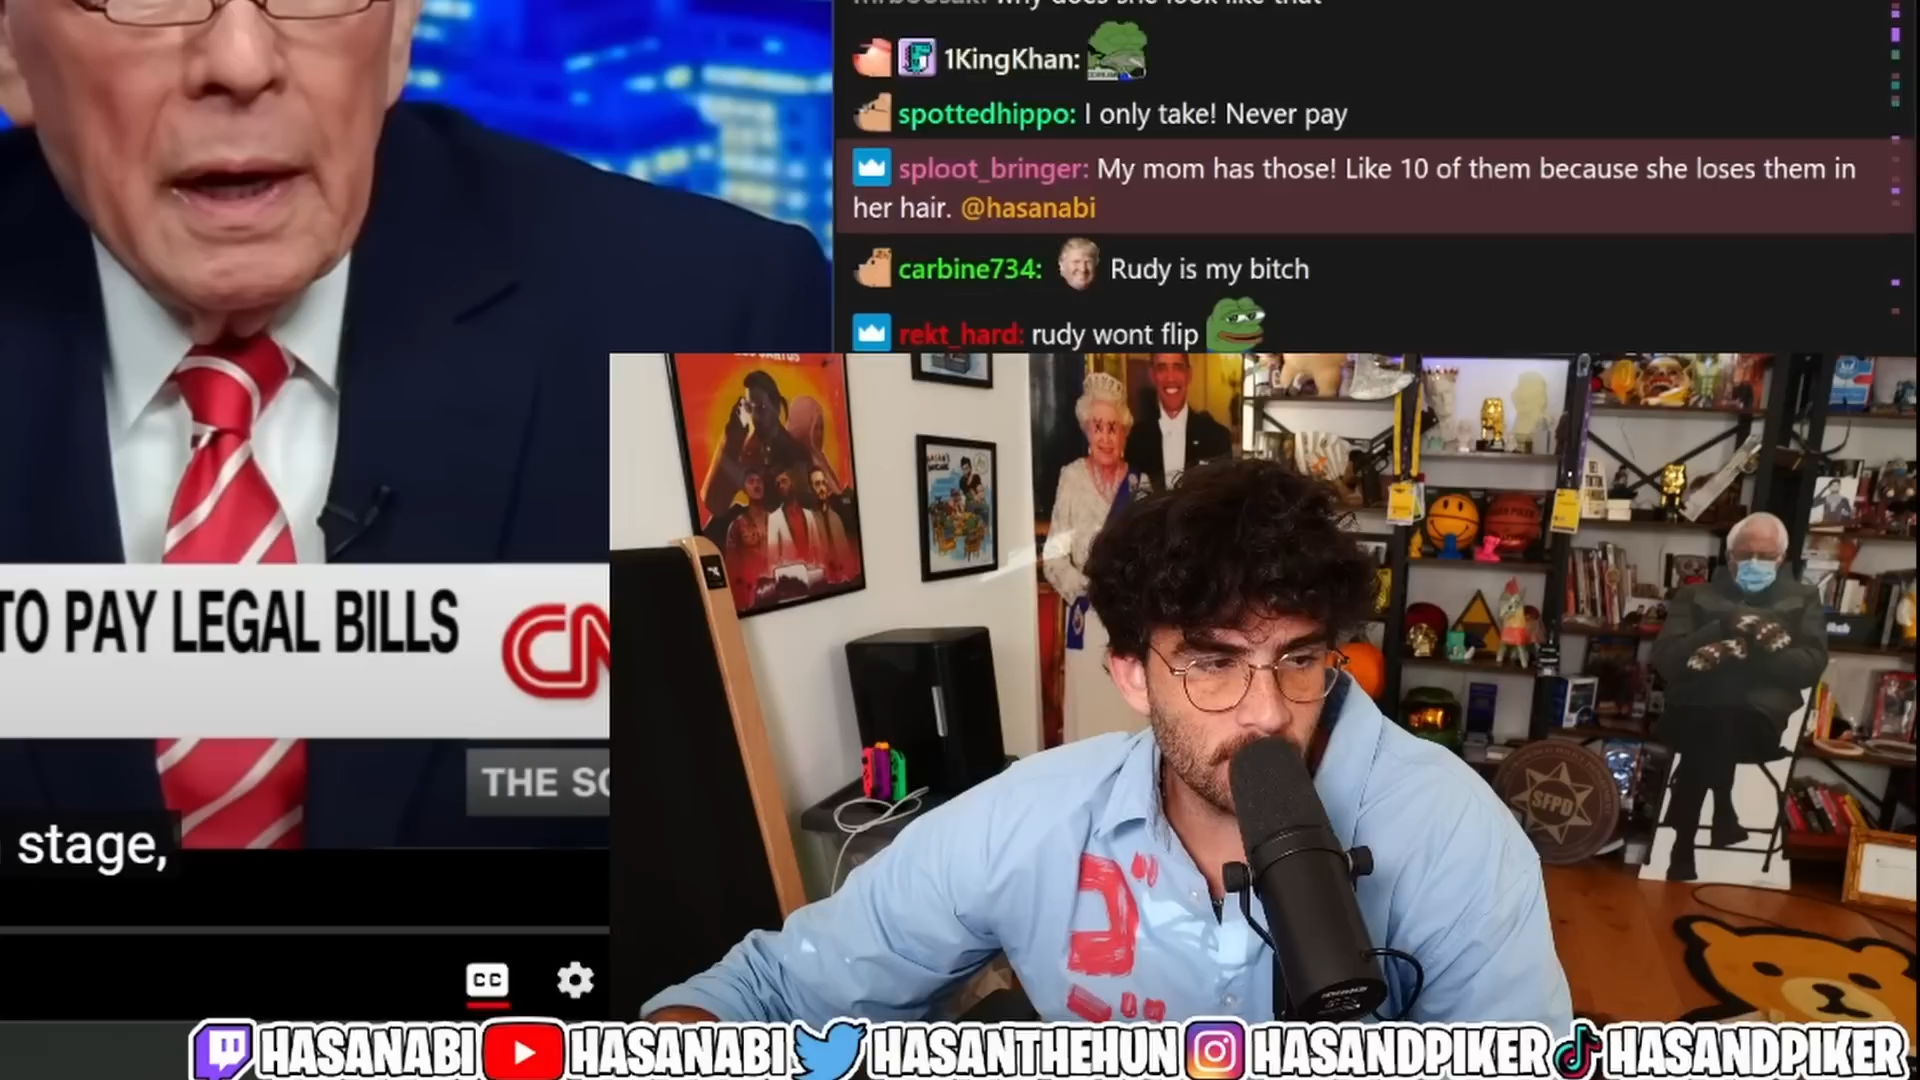 1KingKhan:
spottedhippo: I only take! Never pay
sploot_bringer: My mom has those! Like 10 of them because she loses them in
her hair. @hasanabi
carbine734: Rudy is my bitch
rekt_hard: rudy wont flip
TO PAY LEGAL BILLS
stage,
CC
SFPD
HASANABI HASANABI HASANTHEHUN HASANDPIKER HASANDPIKER